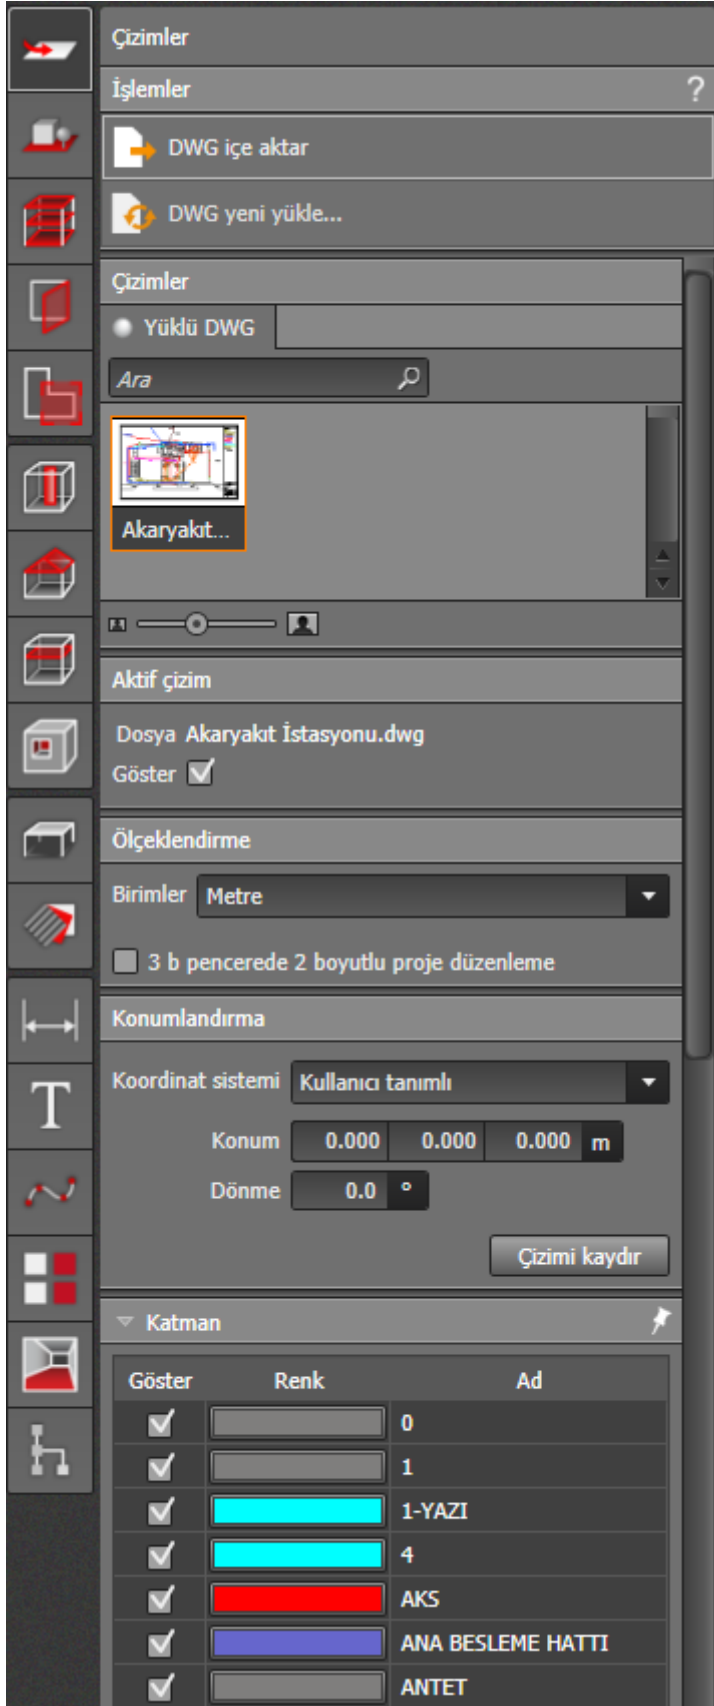 Çizimler
İşlemler ?
DWG içe aktar
DWG yeni yükle...
Çizimler
Yüklü DWG
Ara
Akaryakıt...
Aktif çizim
Dosya Akaryakıt İstasyonu.dwg
Göster
Ölçeklendirme
Birimler Metre
3 b pencerede 2 boyutlu proje düzenleme
Konumlandırma
Koordinat sistemi Kullanıcı tanımlı
Konum 0.000 0.000 0.000 m
Dönme 0.0 °
Çizimi kaydır
Katman
Göster Renk Ad
0
1
1-YAZI
4
AKS
ANA BESLEME HATTI
ANTET
T